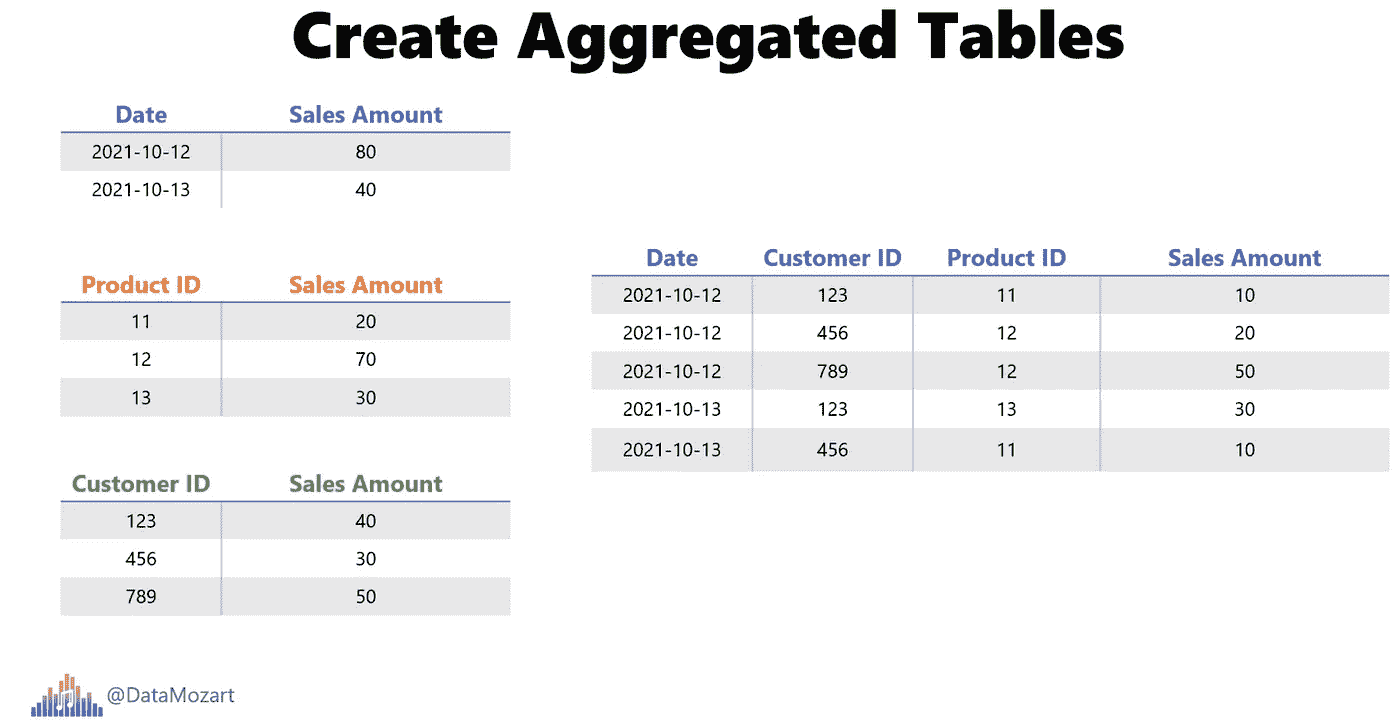 Create Aggregated Tables
Date Sales Amount
2021-10-12 80
2021-10-13 40
Product ID Sales Amount
11 20
12 70
13 30
Customer ID Sales Amount
123 40
456 30
789 50
Date Customer ID Product ID Sales Amount
2021-10-12 123 11 10
2021-10-12 456 12 20
2021-10-12 789 12 50
2021-10-13 123 13 30
2021-10-13 456 11 10
@DataMozart